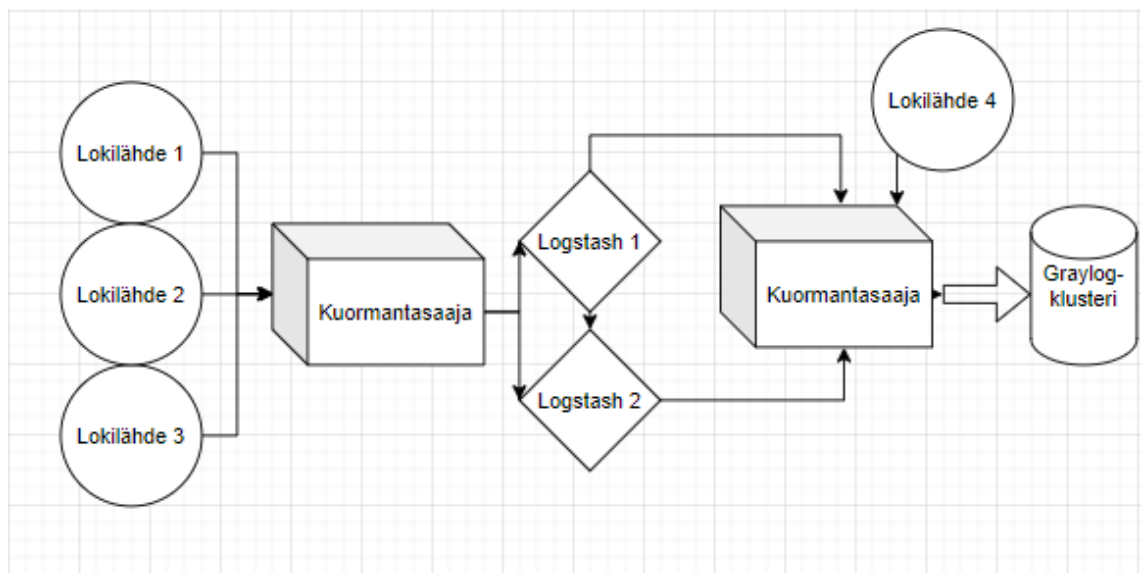 Lokilähde 1
Lokilähde 2
Lokilähde 3
Kuormantasaaja
Logstash 1
Logstash 2
Lokilähde 4
Kuormantasaaja
Graylog-
klusteri